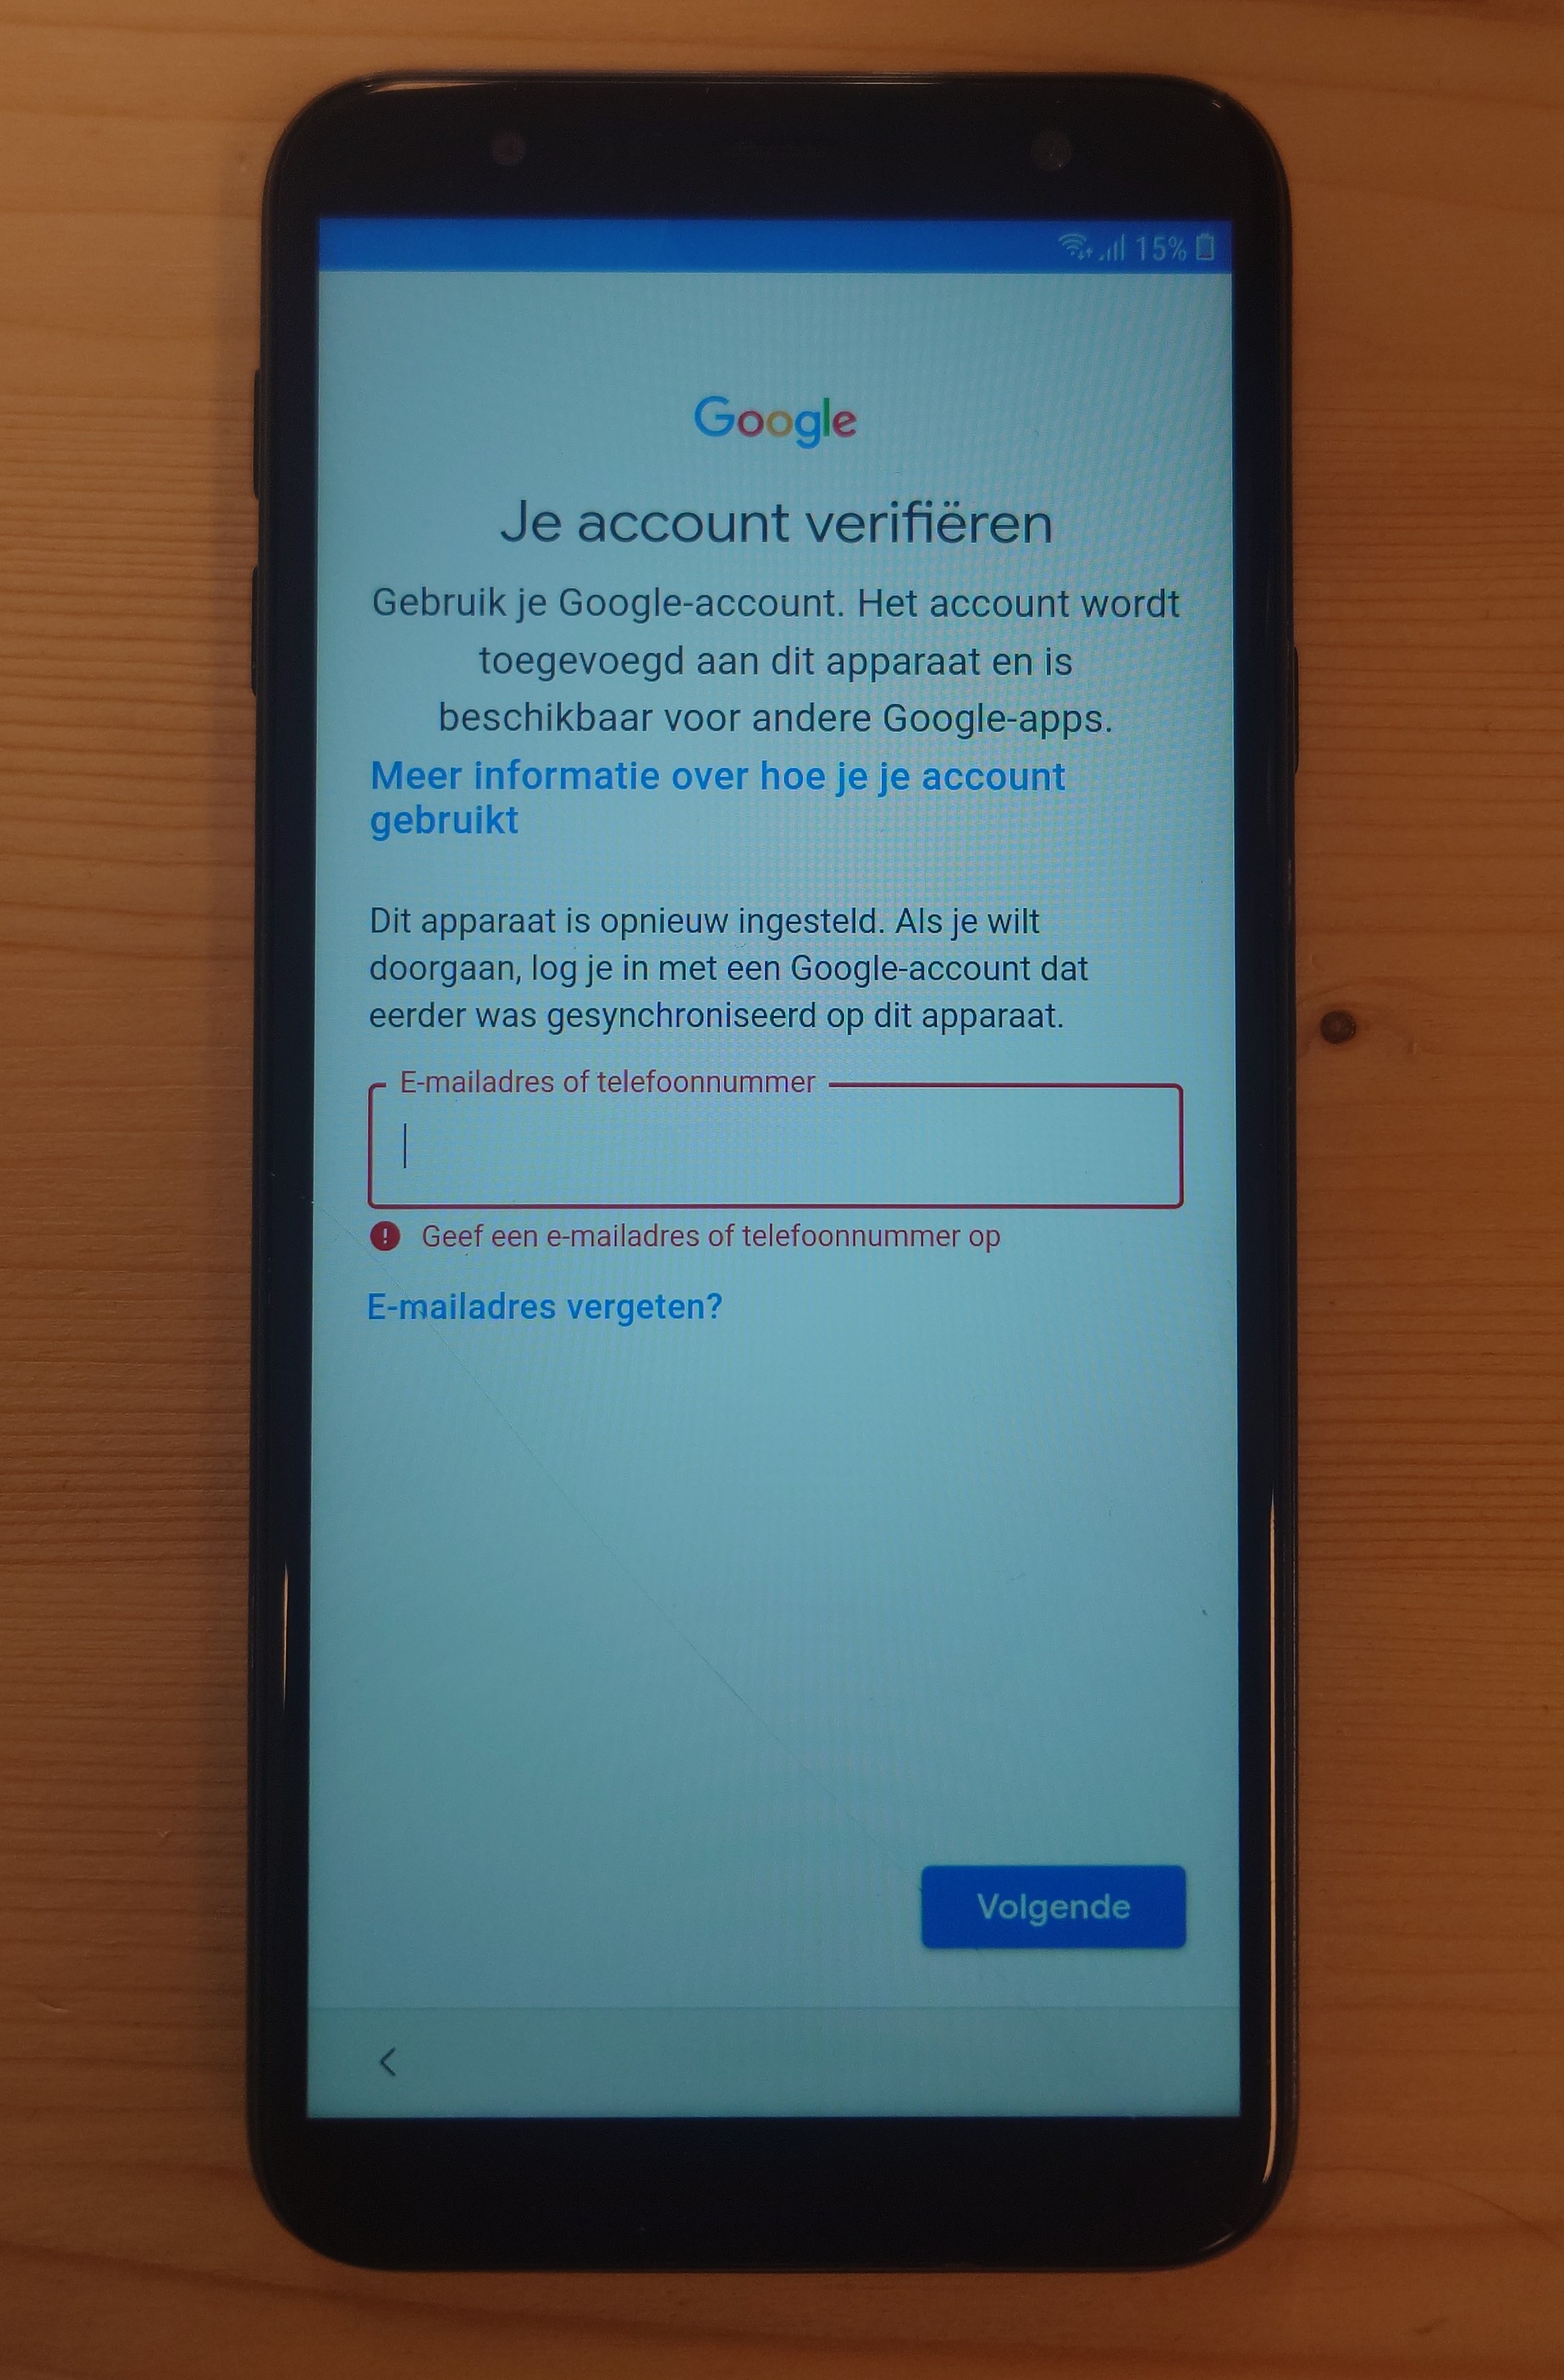 15%
Google
Je account verifiëren
Gebruik je Google-account. Het account wordt
toegevoegd aan dit apparaat en is
beschikbaar voor andere Google-apps.
Meer informatie over hoe je je account
gebruikt
Dit apparaat is opnieuw ingesteld. Als je wilt
doorgaan, log je in met een Google-account dat
eerder was gesynchroniseerd op dit apparaat.
E-mailadres of telefoonnummer
Geef een e-mailadres of telefoonnummer op
E-mailadres vergeten?
Volgende